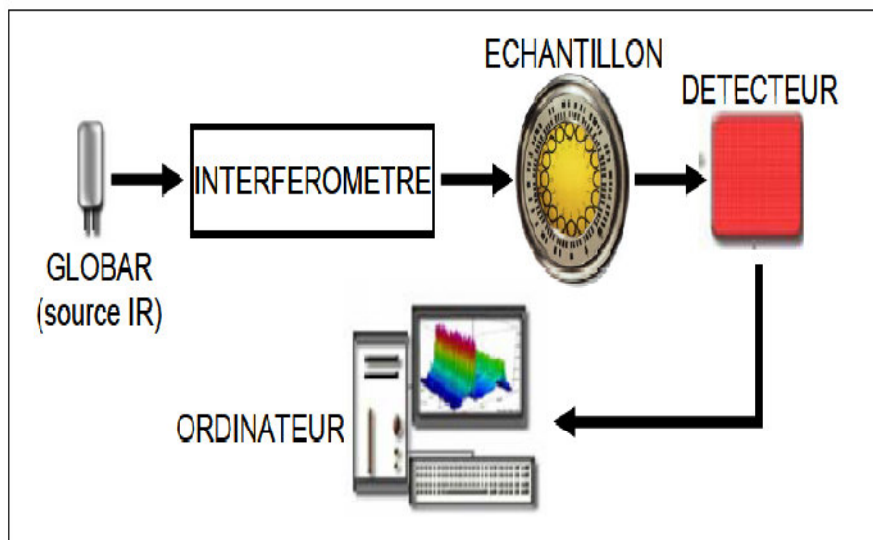 ECHANTILLON
DETECTEUR
INTERFEROMETRE
GLOBAR
(source IR)
ORDINATEUR